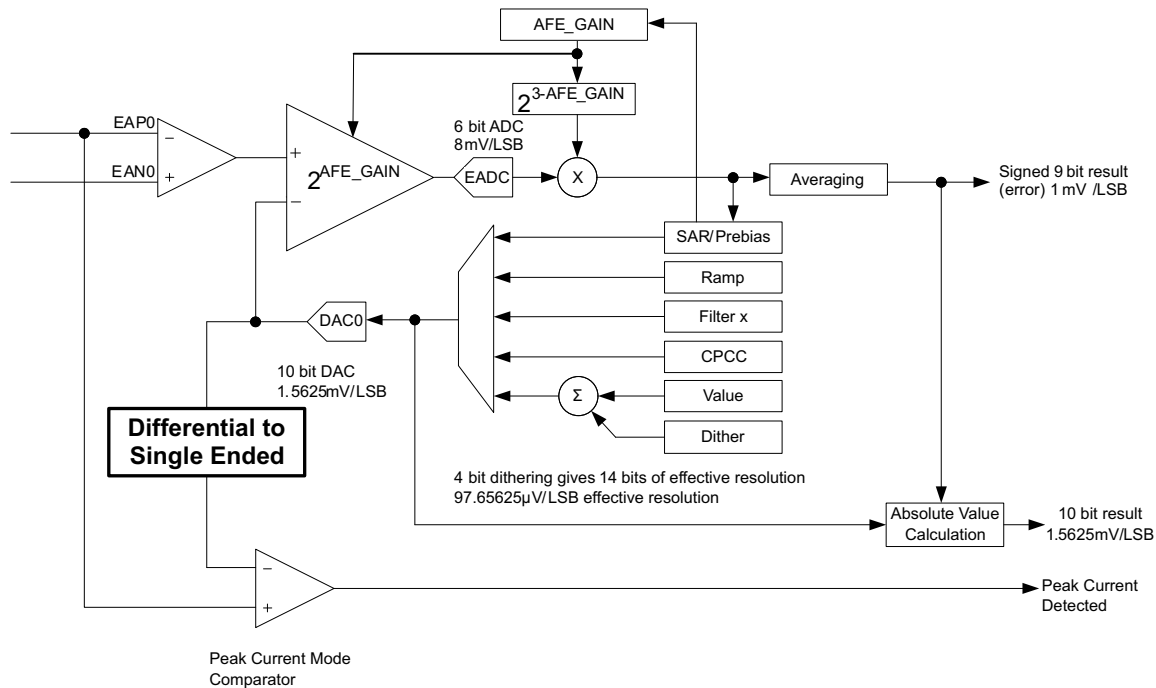 AFE_GAIN
2^3-AFE_GAIN
6 bit ADC
8mV/LSB
EAP0
EAN0
−
+
+
−
2^AFE_GAIN
EADC
X
Averaging
Signed 9 bit result
(error) 1 mV /LSB
SAR/Prebias
Ramp
Filter x
CPCC
Value
Dither
Σ
DAC0
10 bit DAC
1.5625mV/LSB
Differential to
Single Ended
4 bit dithering gives 14 bits of effective resolution
97.65625μV/LSB effective resolution
Absolute Value
Calculation
10 bit result
1.5625mV/LSB
−
+
Peak Current
Detected
Peak Current Mode
Comparator